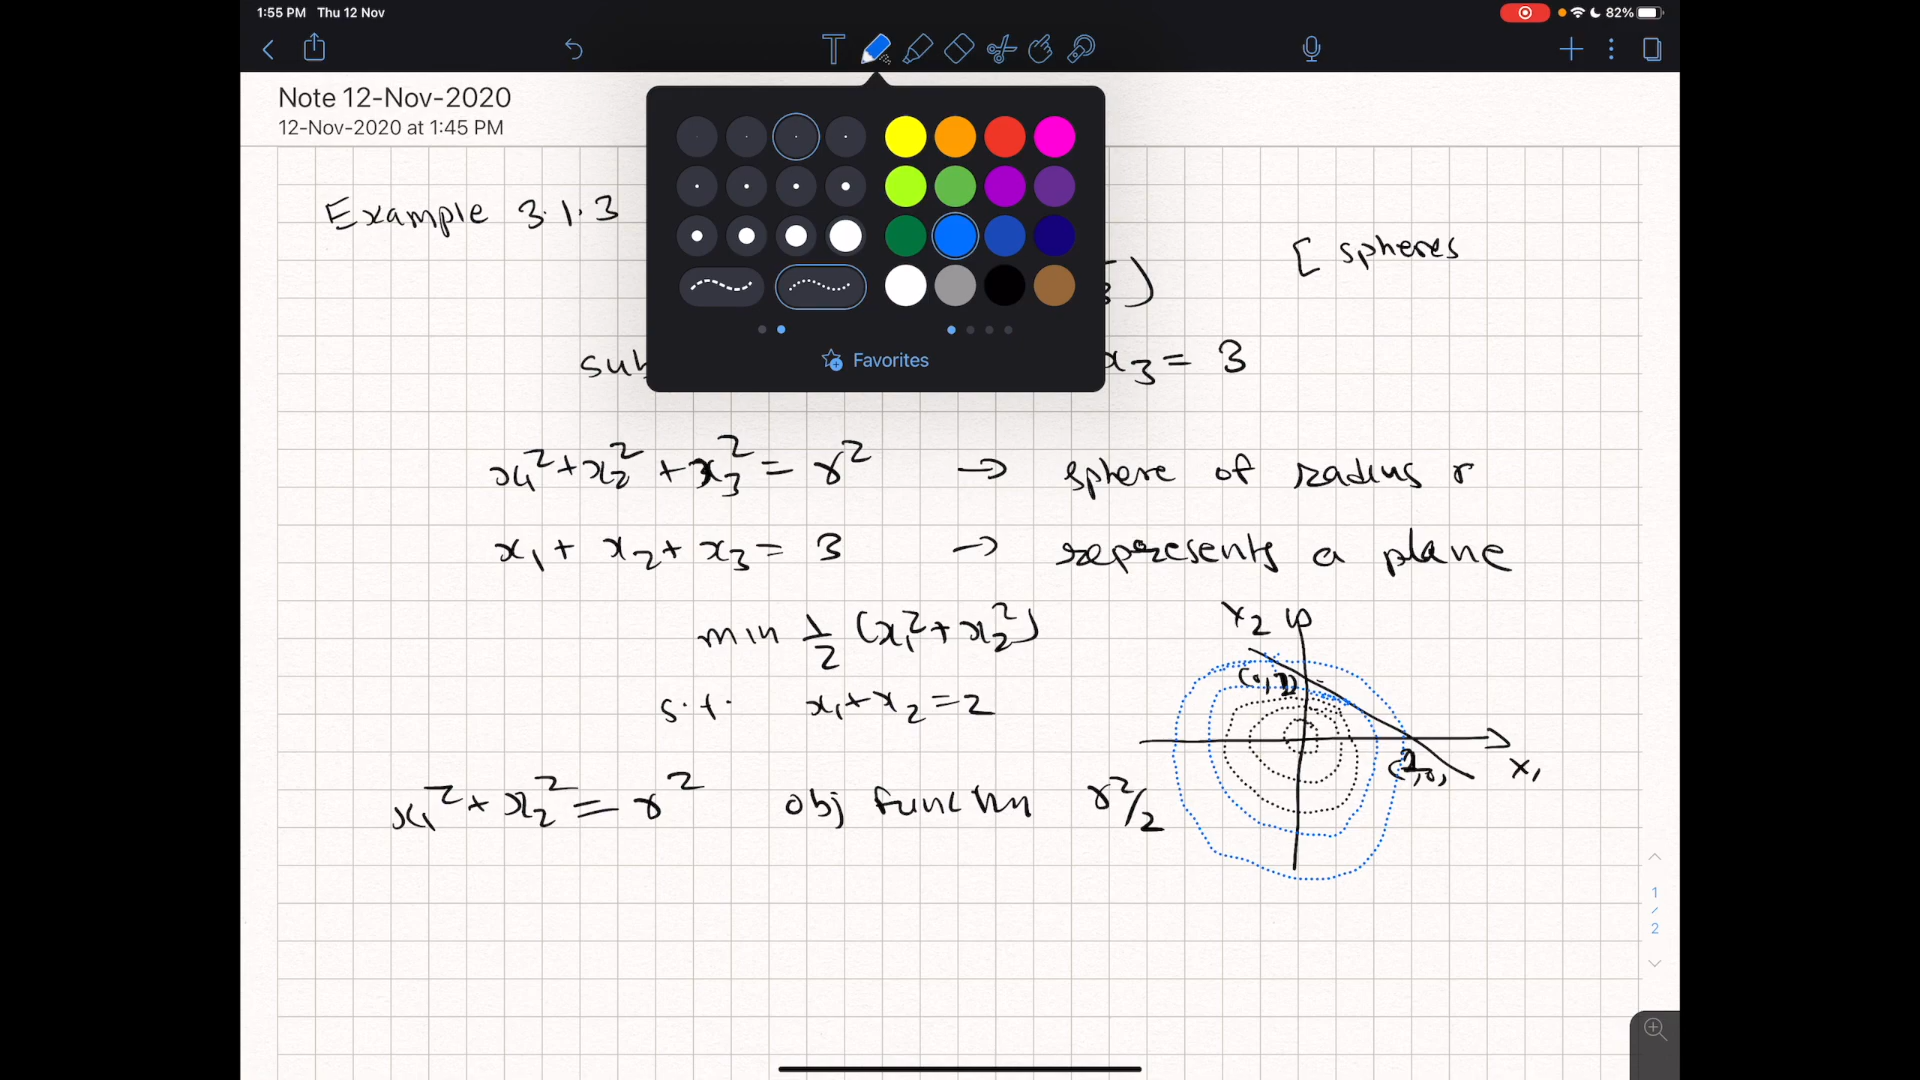 1:55 PM Thu 12 Nov
82%
Note 12-Nov-2020
12-Nov-2020 at 1:45 PM
Example 3.1.3
[ spheres
)
sub x₃ = 3
Favorites
x₁² + x₂² + x₃² = r² → sphere of radius r
x₁ + x₂ + x₃ = 3 → represents a plane
min 1/2 (x₁² + x₂²)
s.t. x₁ + x₂ = 2
x₂
x₁
x₁² + x₂² = r² obj function r²/2
1
/
2